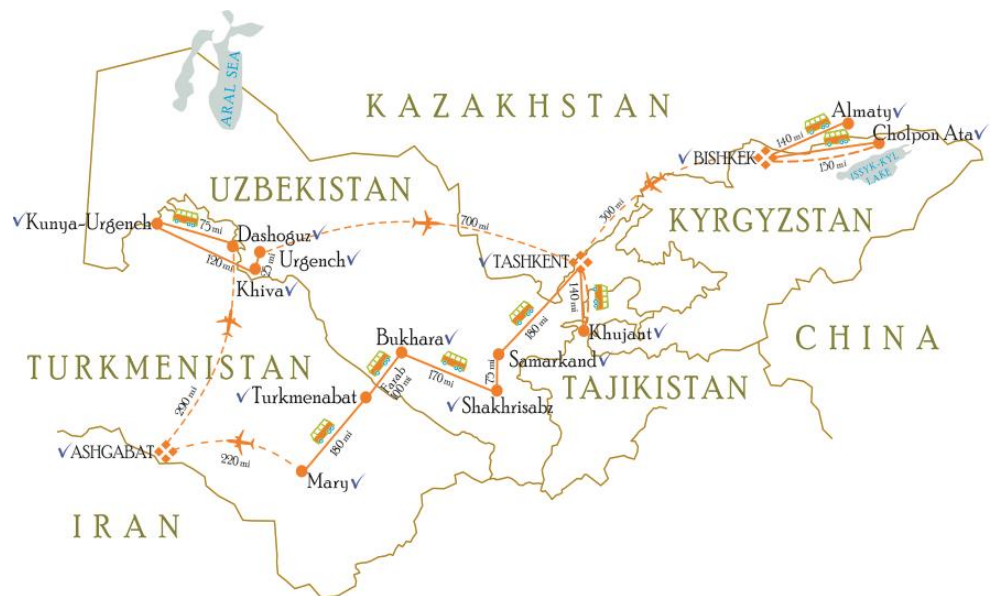 ARAL SEA
KAZAKHSTAN
Almaty
140 mi
Cholpon Ata
BISHKEK
150 mi
ISSYK-KYL
LAKE
UZBEKISTAN
300 mi
KYRGYZSTAN
Kunya-Urgench
75 mi
700 mi
Dashoguz
Urgench
120 mi
mi
Khiva
TASHKENT
140 mi
180 mi
Khujant
CHINA
Bukhara
Samarkand
TURKMENISTAN
170 mi
mi
TAJIKISTAN
Farab
100 mi
Turkmenabat
Shakhrisabz
290 mi
180 mi
ASHGABAT
220 mi
Mary
IRAN